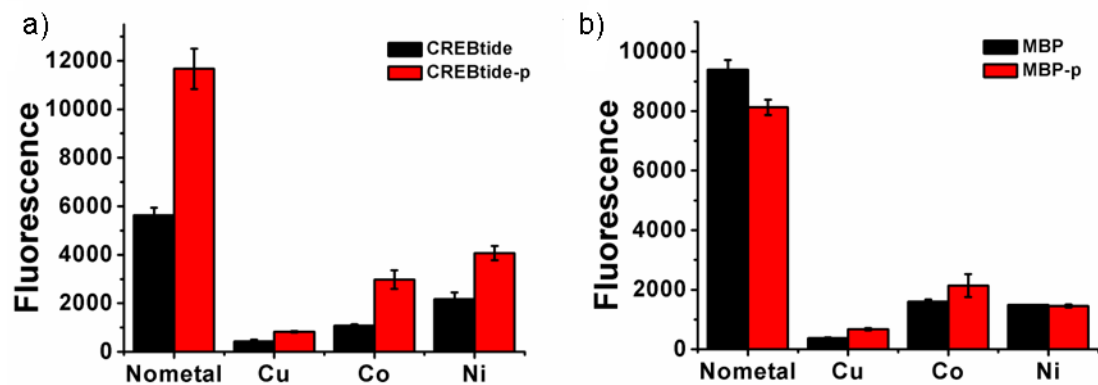 a)
CREBtide
CREBtide-p
Fluorescence
12000
10000
8000
6000
4000
2000
0
Nometal Cu Co Ni
b)
MBP
MBP-p
Fluorescence
10000
8000
6000
4000
2000
0
Nometal Cu Co Ni